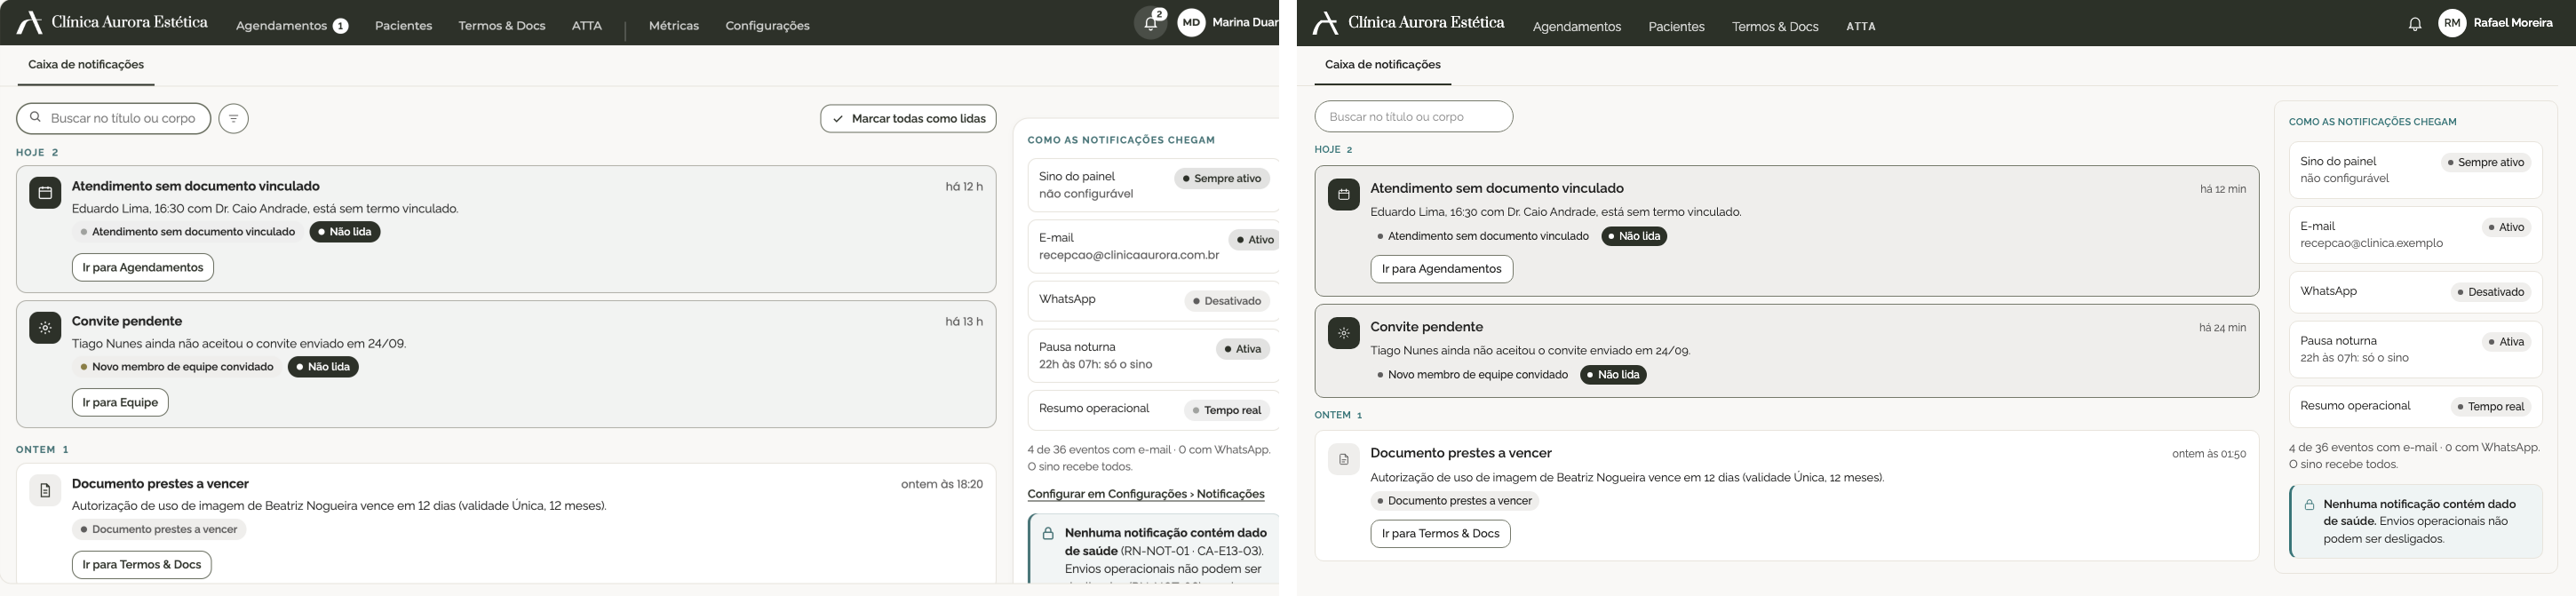 Clínica Aurora Estética Agendamentos 1 Pacientes Termos & Docs ATTA Métricas Configurações 2 MD Marina Duar
Caixa de notificações
Buscar no título ou corpo Marcar todas como lidas
HOJE 2
Atendimento sem documento vinculado há 12 h
Eduardo Lima, 16:30 com Dr. Caio Andrade, está sem termo vinculado.
Atendimento sem documento vinculado Não lida
Ir para Agendamentos
Convite pendente há 13 h
Tiago Nunes ainda não aceitou o convite enviado em 24/09.
Novo membro de equipe convidado Não lida
Ir para Equipe
ONTEM 1
Documento prestes a vencer ontem às 18:20
Autorização de uso de imagem de Beatriz Nogueira vence em 12 dias (validade Única, 12 meses).
Documento prestes a vencer
Ir para Termos & Docs
COMO AS NOTIFICAÇÕES CHEGAM
Sino do painel Sempre ativo
não configurável
E-mail Ativo
recepcao@clinicaaurora.com.br
WhatsApp Desativado
Pausa noturna Ativa
22h às 07h: só o sino
Resumo operacional Tempo real
4 de 36 eventos com e-mail · 0 com WhatsApp.
O sino recebe todos.
Configurar em Configurações › Notificações
Nenhuma notificação contém dado
de saúde (RN-NOT-01 · CA-E13-03).
Envios operacionais não podem ser
Clínica Aurora Estética Agendamentos Pacientes Termos & Docs ATTA RM Rafael Moreira
Caixa de notificações
Buscar no título ou corpo
HOJE 2
Atendimento sem documento vinculado há 12 min
Eduardo Lima, 16:30 com Dr. Caio Andrade, está sem termo vinculado.
Atendimento sem documento vinculado Não lida
Ir para Agendamentos
Convite pendente há 24 min
Tiago Nunes ainda não aceitou o convite enviado em 24/09.
Novo membro de equipe convidado Não lida
ONTEM 1
Documento prestes a vencer ontem às 01:50
Autorização de uso de imagem de Beatriz Nogueira vence em 12 dias (validade Única, 12 meses).
Documento prestes a vencer
Ir para Termos & Docs
COMO AS NOTIFICAÇÕES CHEGAM
Sino do painel Sempre ativo
não configurável
E-mail Ativo
recepcao@clinica.exemplo
WhatsApp Desativado
Pausa noturna Ativa
22h às 07h: só o sino
Resumo operacional Tempo real
4 de 36 eventos com e-mail · 0 com WhatsApp.
O sino recebe todos.
Nenhuma notificação contém dado
de saúde. Envios operacionais não
podem ser desligados.